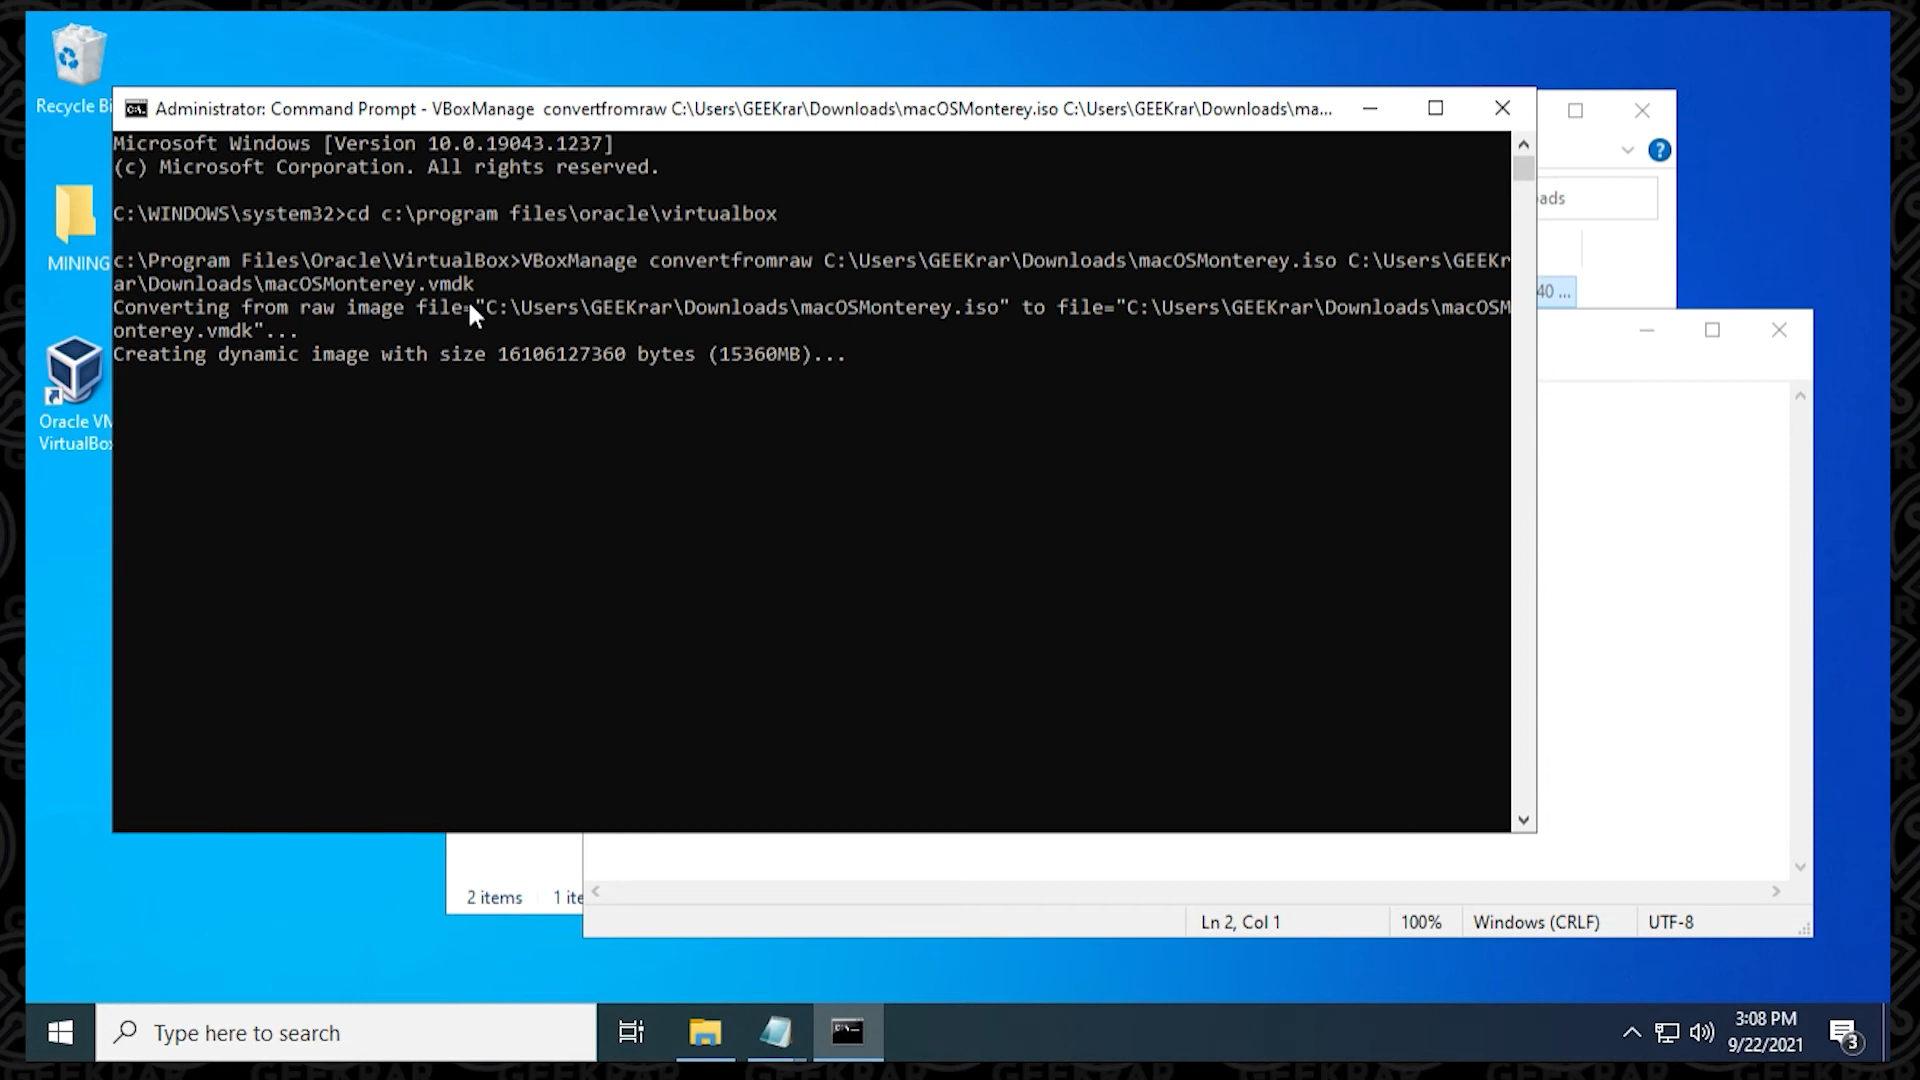 Recycle Bi
Administrator: Command Prompt - VBoxManage  convertfromraw C:\Users\GEEKrar\Downloads\macOSMonterey.iso C:\Users\GEEKrar\Downloads\ma...
Microsoft Windows [Version 10.0.19043.1237]
(c) Microsoft Corporation. All rights reserved.
C:\WINDOWS\system32>cd c:\program files\oracle\virtualbox
c:\Program Files\Oracle\VirtualBox>VBoxManage convertfromraw C:\Users\GEEKrar\Downloads\macOSMonterey.iso C:\Users\GEEKr
ar\Downloads\macOSMonterey.vmdk
Converting from raw image file="C:\Users\GEEKrar\Downloads\macOSMonterey.iso" to file="C:\Users\GEEKrar\Downloads\macOSM
onterey.vmdk"...
Creating dynamic image with size 16106127360 bytes (15360MB)...
MINING
Oracle VM
VirtualBox
oads
40 ...
2 items
1 ite
Ln 2, Col 1
100%
Windows (CRLF)
UTF-8
Type here to search
3:08 PM
9/22/2021
3